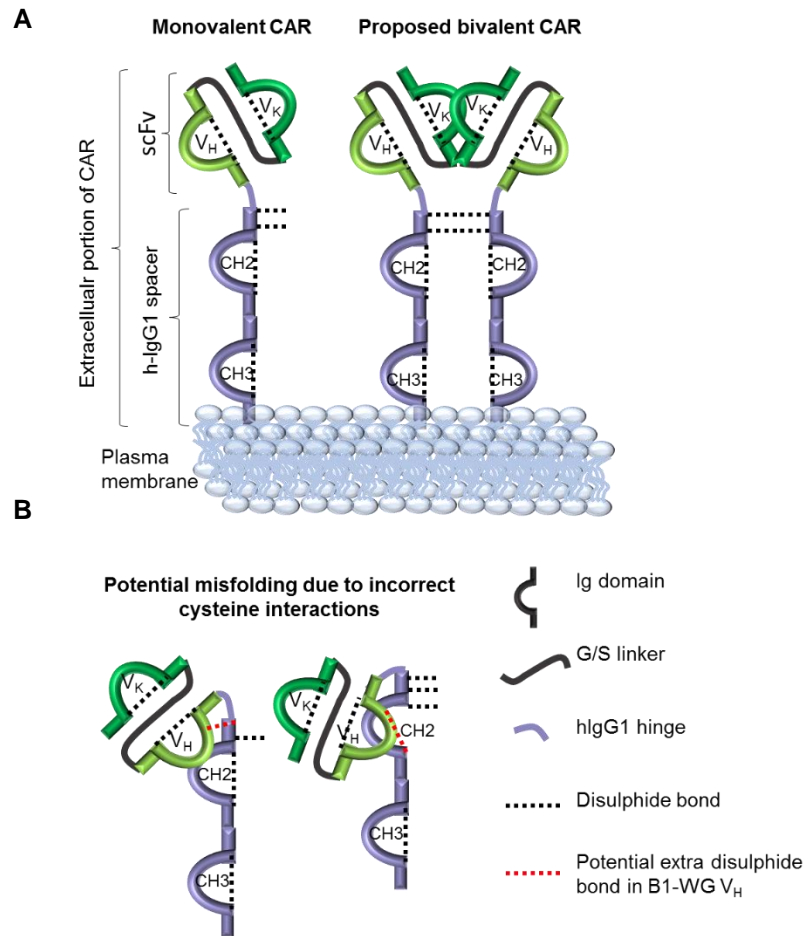 A
Monovalent CAR
Proposed bivalent CAR
Extracellualr portion of CAR
scFv
h-IgG1 spacer
VK
VH
VK
VK
VH
VH
CH2
CH2
CH2
CH3
CH3
CH3
Plasma
membrane
B
Potential misfolding due to incorrect
cysteine interactions
VK
VH
CH2
CH3
VK
VH
CH2
CH3
Ig domain
G/S linker
hIgG1 hinge
Disulphide bond
Potential extra disulphide
bond in B1-WG VH